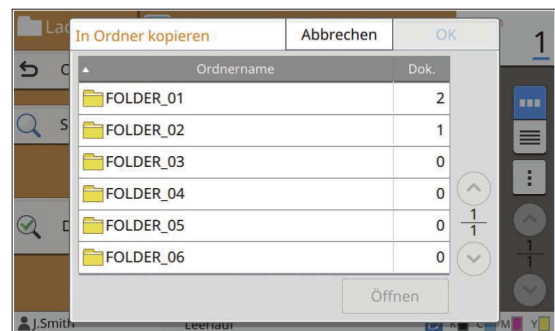 Lad
In Ordner kopieren
Abbrechen
OK
1
Ordnername
Dok.
FOLDER_01
2
FOLDER_02
1
FOLDER_03
0
FOLDER_04
0
FOLDER_05
0
FOLDER_06
0
1
1
1
1
Öffnen
J.Smith
Leerlauf
K
C
M
Y